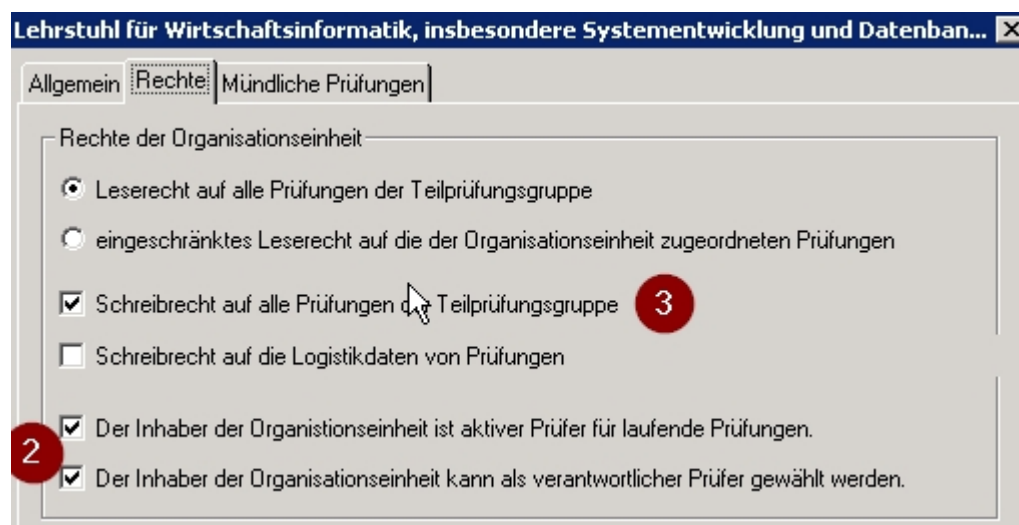 Lehrstuhl für Wirtschaftsinformatik, insbesondere Systementwicklung und Datenban...
Allgemein Rechte Mündliche Prüfungen
Rechte der Organisationseinheit
Leserecht auf alle Prüfungen der Teilprüfungsgruppe
eingeschränktes Leserecht auf die der Organisationseinheit zugeordneten Prüfungen
Schreibrecht auf alle Prüfungen der Teilprüfungsgruppe 3
Schreibrecht auf die Logistikdaten von Prüfungen
Der Inhaber der Organistionseinheit ist aktiver Prüfer für laufende Prüfungen.
2
Der Inhaber der Organisationseinheit kann als verantwortlicher Prüfer gewählt werden.